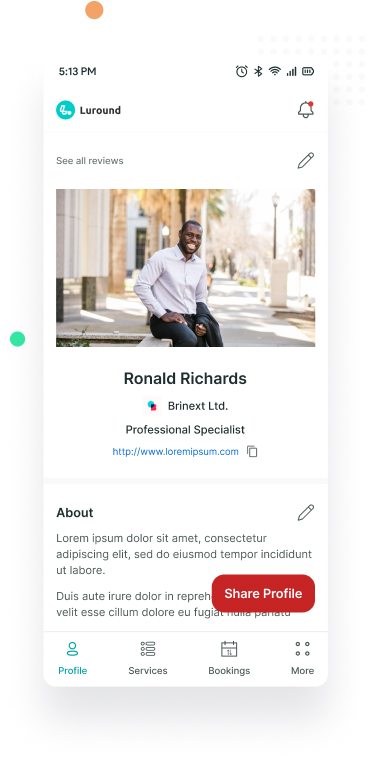 5:13 PM
Luround
See all reviews
Ronald Richards
Brinext Ltd.
Professional Specialist
http://www.loremipsum.com
About
Lorem ipsum dolor sit amet, consectetur
adipiscing elit, sed do eiusmod tempor incididunt
ut labore.
Duis aute irure dolor in
velit esse cillum dolore eu fugiat nulla pariatu
Share Profile
Profile
Services
Bookings
More